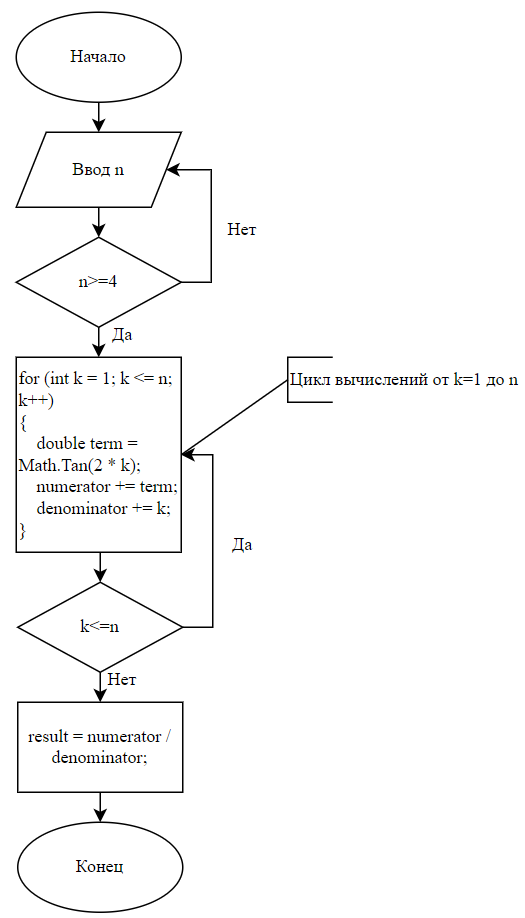 Начало
Ввод n
Нет
n>=4
Да
for (int k = 1; k <= n;
k++)
{
    double term =
Math.Tan(2 * k);
    numerator += term;
    denominator += k;
}
Цикл вычислений от k=1 до n
Да
k<=n
Нет
result = numerator /
denominator;
Конец